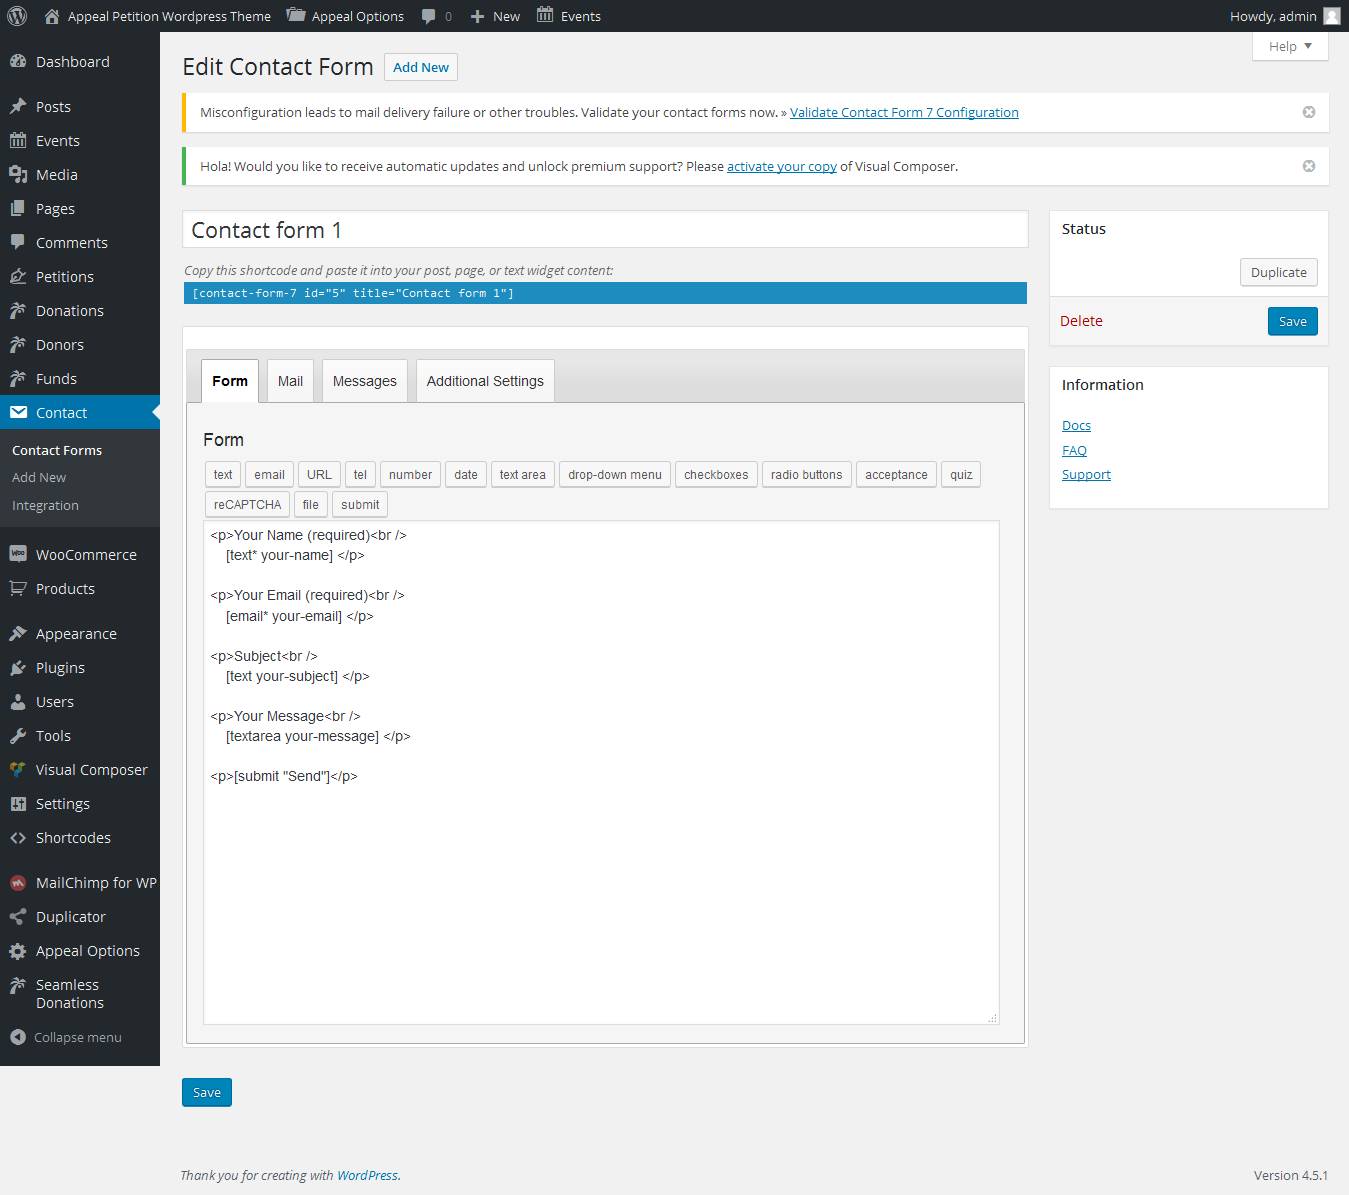 Appeal Petition Wordpress Theme
Appeal Options
0
New
Events
Howdy, admin
Help
Dashboard
Posts
Events
Media
Pages
Comments
Petitions
Donations
Donors
Funds
Contact
Contact Forms
Add New
Integration
WooCommerce
Products
Appearance
Plugins
Users
Tools
Visual Composer
Settings
Shortcodes
MailChimp for WP
Duplicator
Appeal Options
Seamless
Donations
Collapse menu
Edit Contact Form
Add New
Misconfiguration leads to mail delivery failure or other troubles. Validate your contact forms now. » Validate Contact Form 7 Configuration
Hola! Would you like to receive automatic updates and unlock premium support? Please activate your copy of Visual Composer.
Contact form 1
Copy this shortcode and paste it into your post, page, or text widget content:
[contact-form-7 id="5" title="Contact form 1"]
Form
Mail
Messages
Additional Settings
Form
text
email
URL
tel
number
date
text area
drop-down menu
checkboxes
radio buttons
acceptance
quiz
reCAPTCHA
file
submit
<p>Your Name (required)<br />
[text* your-name] </p>
<p>Your Email (required)<br />
[email* your-email] </p>
<p>Subject<br />
[text your-subject] </p>
<p>Your Message<br />
[textarea your-message] </p>
<p>[submit "Send"]</p>
Save
Status
Duplicate
Delete
Save
Information
Docs
FAQ
Support
Thank you for creating with WordPress.
Version 4.5.1